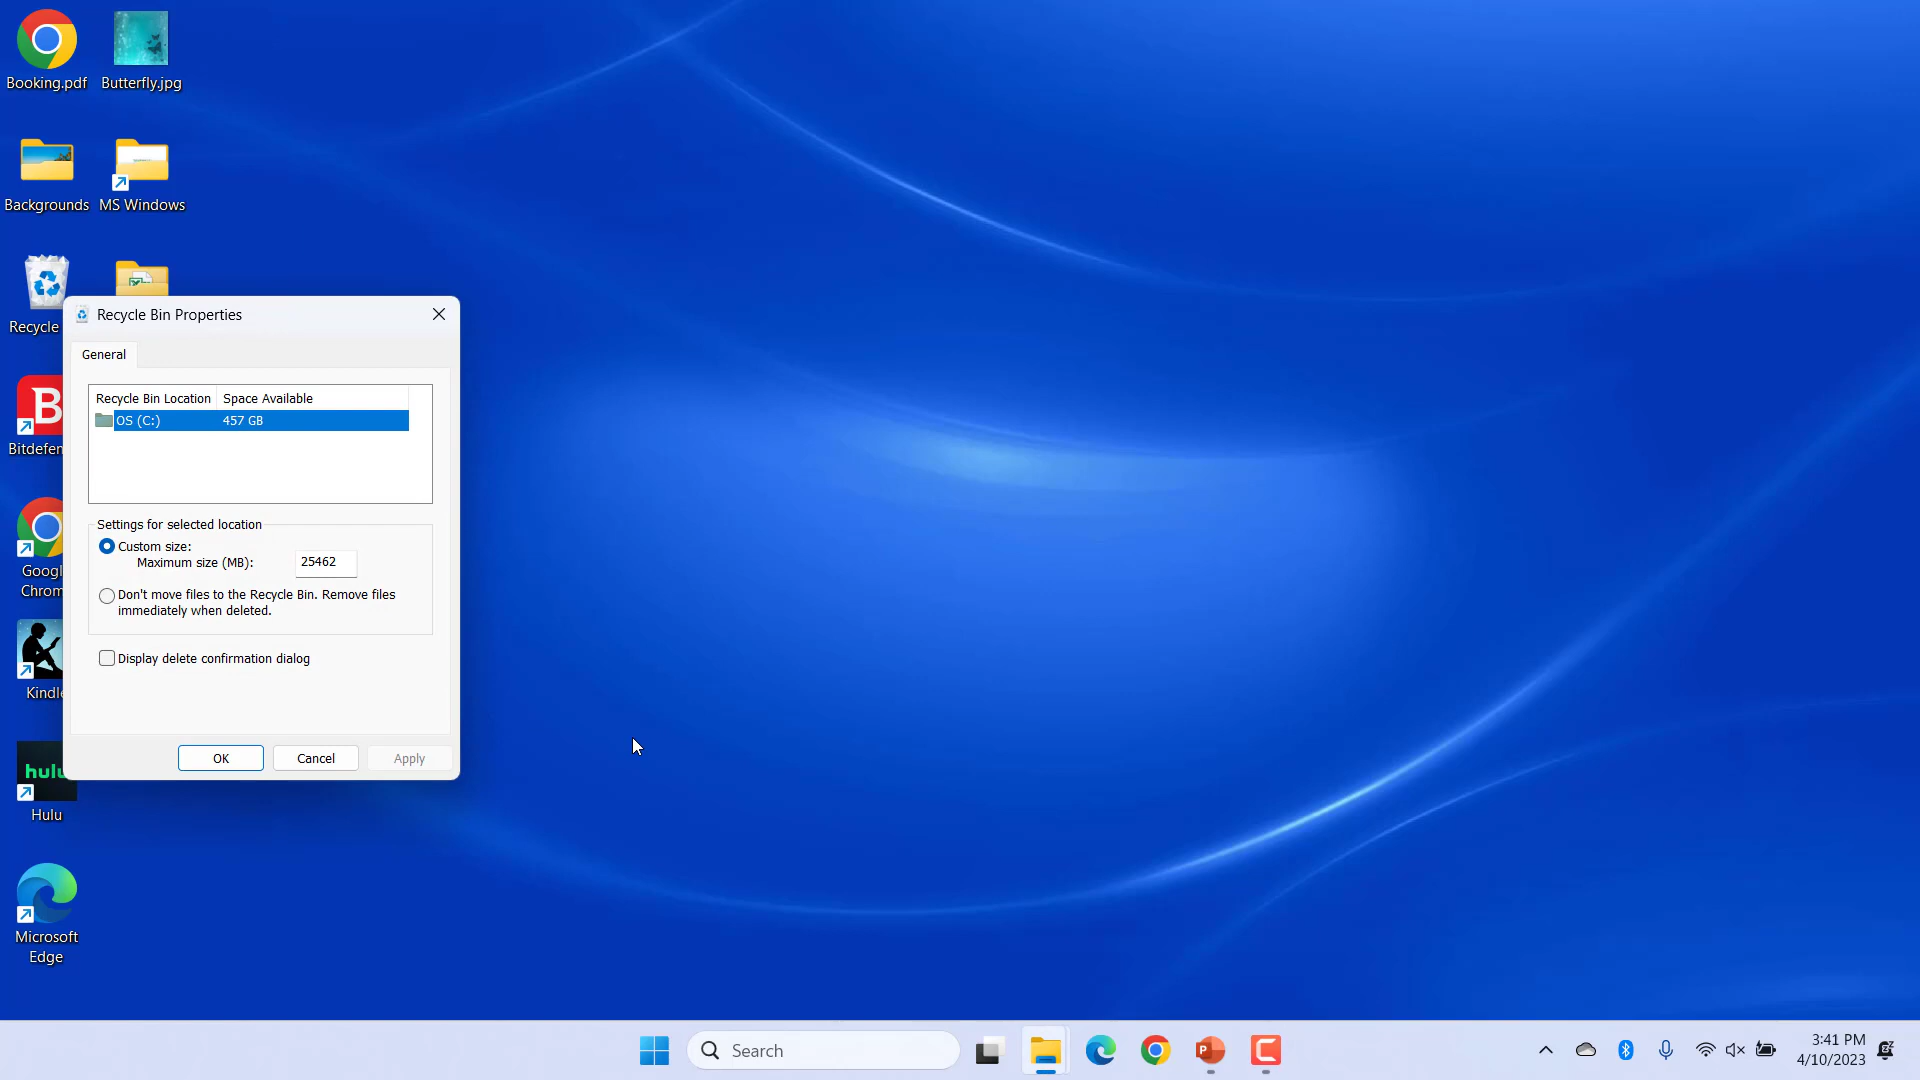 Booking.pdf
Butterfly.jpg
Backgrounds
MS Windows
Recycle
Bitdefen
Googl
Chrom
Kindle
hulu
Hulu
Microsoft
Edge
Recycle Bin Properties
General
Recycle Bin Location
Space Available
OS (C:)
457 GB
Settings for selected location
Custom size:
Maximum size (MB):
25462
Don't move files to the Recycle Bin. Remove files
immediately when deleted.
Display delete confirmation dialog
OK
Cancel
Apply
Search
3:41 PM
4/10/2023